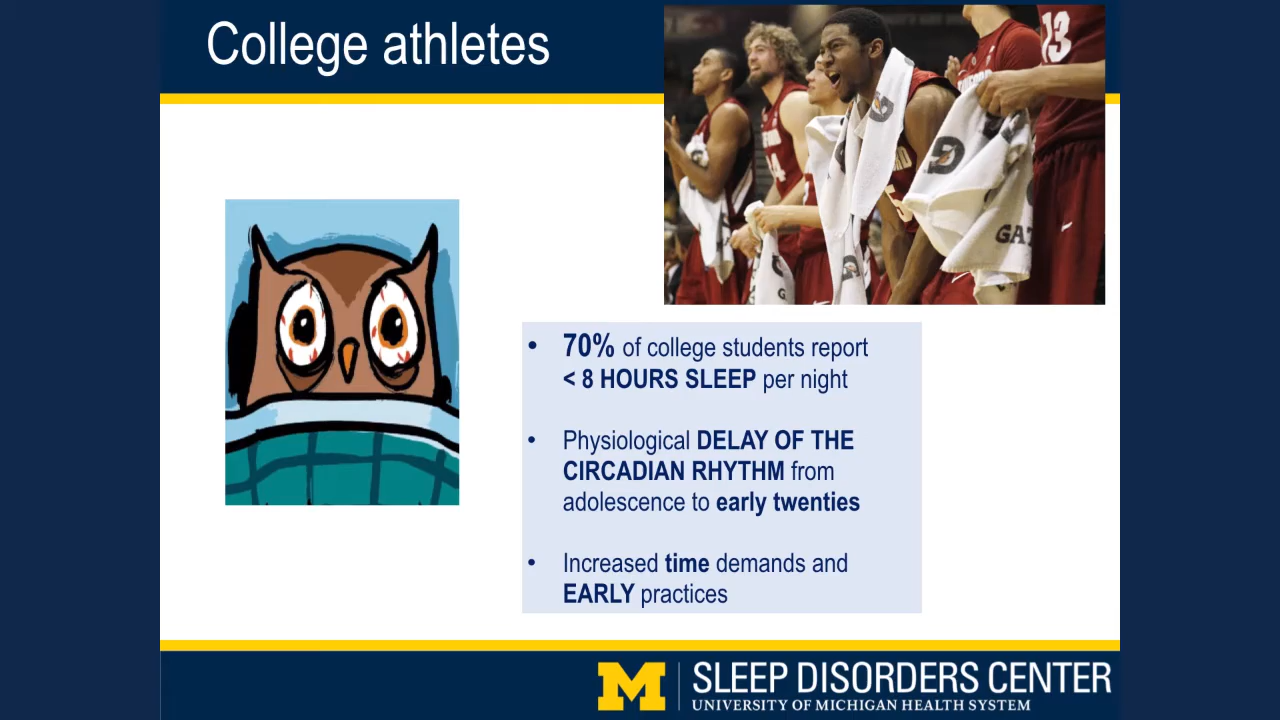 College athletes
13
• 70% of college students report
< 8 HOURS SLEEP per night
• Physiological DELAY OF THE
CIRCADIAN RHYTHM from
adolescence to early twenties
• Increased time demands and
EARLY practices
M
SLEEP DISORDERS CENTER
UNIVERSITY OF MICHIGAN HEALTH SYSTEM